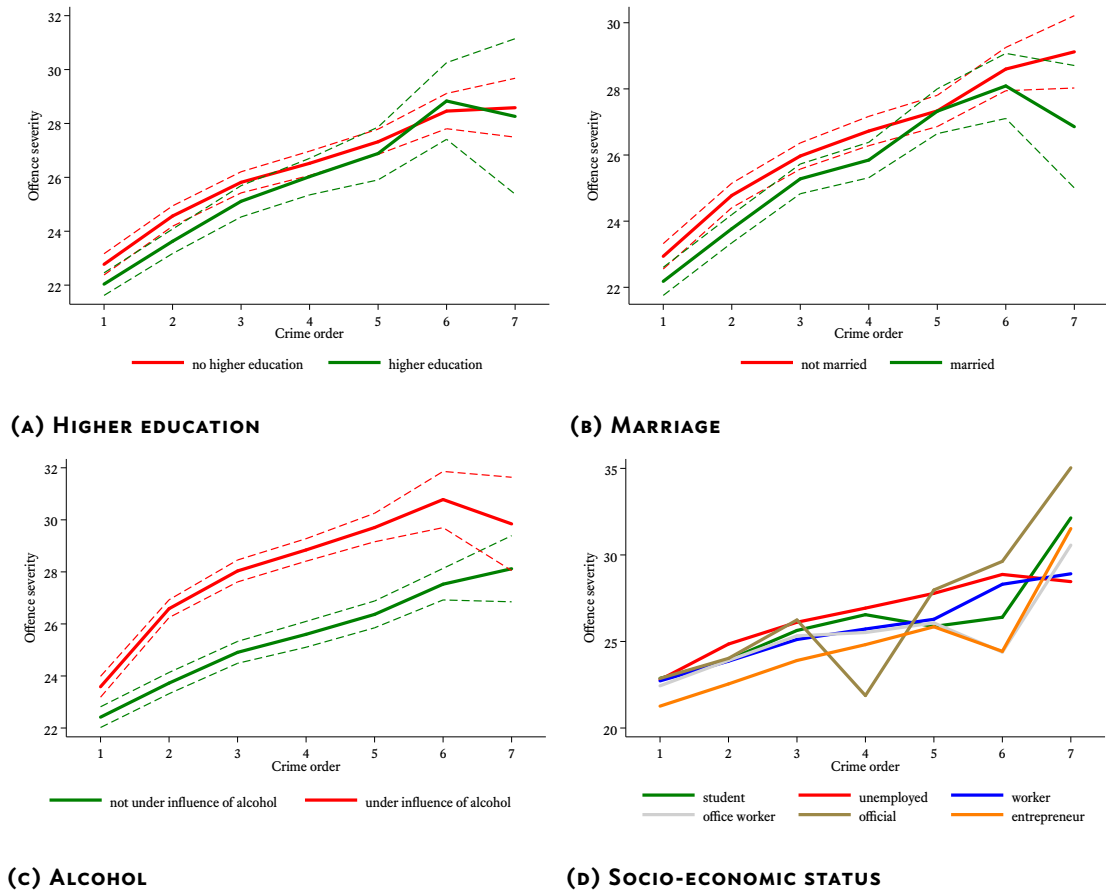 32
30
28
26
24
22
Offence severity
1 2 3 4 5 6 7
Crime order
no higher education higher education
(A) HIGHER EDUCATION
30
28
26
24
22
Offence severity
1 2 3 4 5 6 7
Crime order
not married married
(B) MARRIAGE
32
30
28
26
24
22
Offence severity
1 2 3 4 5 6 7
Crime order
not under influence of alcohol under influence of alcohol
(C) ALCOHOL
35
30
25
20
Offence severity
1 2 3 4 5 6 7
Crime order
student unemployed worker
office worker official entrepreneur
(D) SOCIO-ECONOMIC STATUS